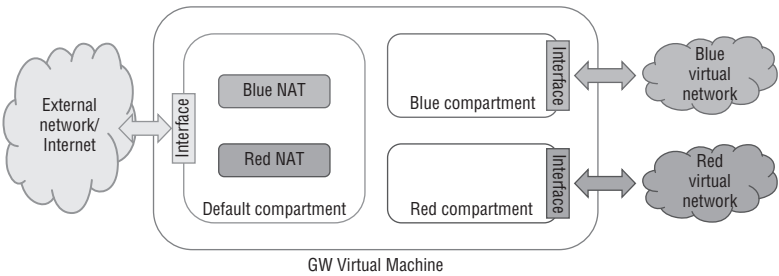 External
network/
Internet
Interface
Blue NAT
Red NAT
Default compartment
Blue compartment
Interface
Red compartment
Interface
Blue
virtual
network
Red
virtual
network
GW Virtual Machine